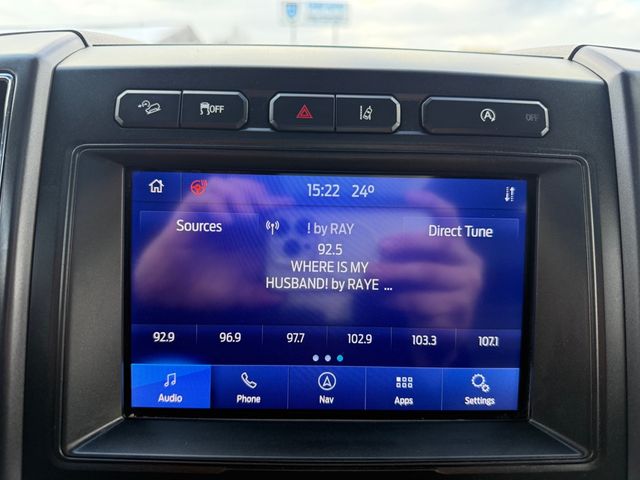 OFF
A OFF
15:22 24°
Sources
! by RAY
Direct Tune
92.5
WHERE IS MY
HUSBAND! by RAYE ...
92.9 96.9 97.7 102.9 103.3 107.1
Audio Phone Nav Apps Settings